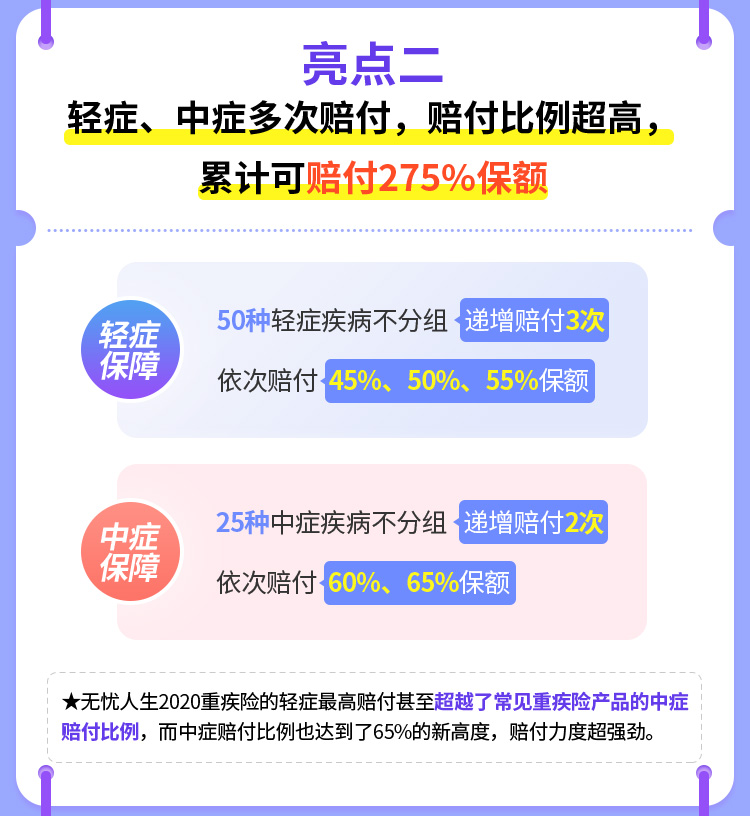 亮点二
轻症、中症多次赔付，赔付比例超高，
累计可赔付275%保额
轻症
保障
50种轻症疾病不分组 递增赔付3次
依次赔付 45%、50%、55%保额
中症
保障
25种中症疾病不分组 递增赔付2次
依次赔付 60%、65%保额
★无忧人生2020重疾险的轻症最高赔付甚至超越了常见重疾险产品的中症
赔付比例，而中症赔付比例也达到了65%的新高度，赔付力度超强劲。